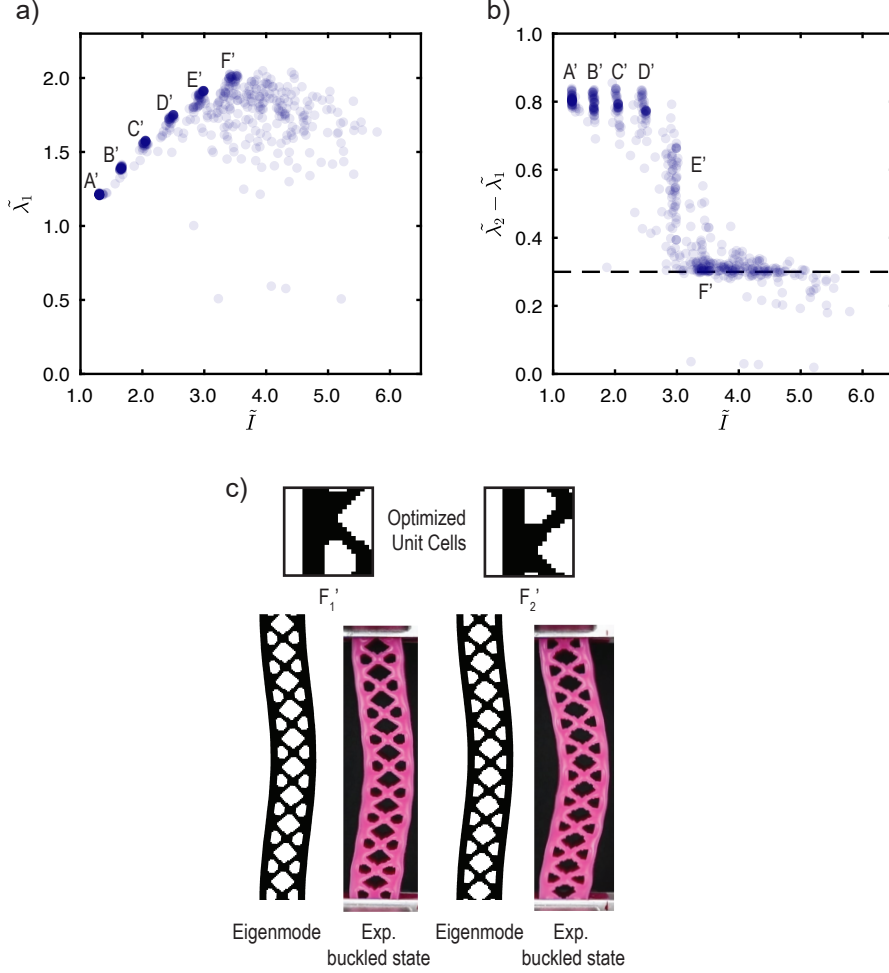 a)
2.0
1.5
1.0
0.5
0.0
λ̃₁
A'
B'
C'
D'
E'
F'
1.0 2.0 3.0 4.0 5.0 6.0
Ĩ
b)
1.0
0.8
0.6
0.4
0.2
0.0
λ̃₂ − λ̃₁
A' B' C' D'
E'
F'
1.0 2.0 3.0 4.0 5.0 6.0
Ĩ
c)
Optimized
Unit Cells
F₁'
F₂'
Eigenmode
Exp.
buckled state
Eigenmode
Exp.
buckled state